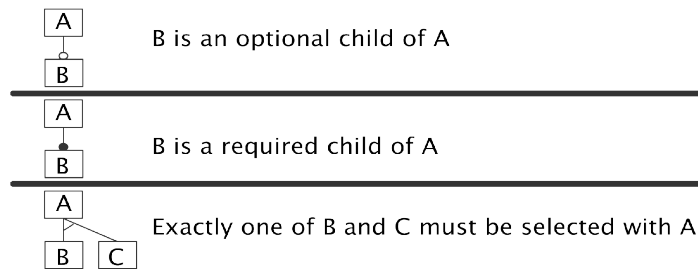 A
B is an optional child of A
B
A
B is a required child of A
B
A
Exactly one of B and C must be selected with A
B C